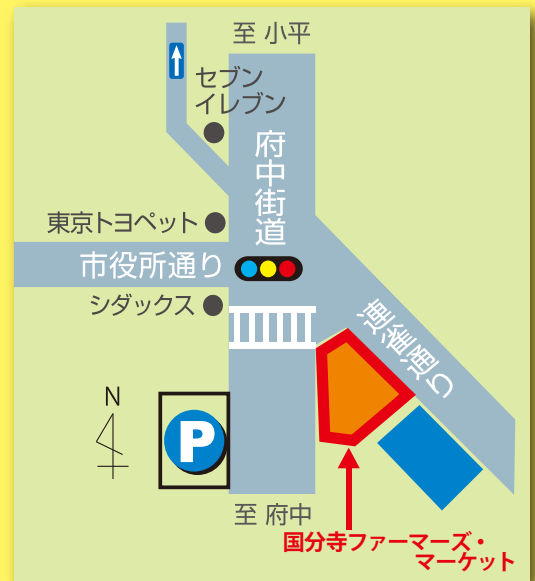 至 小平
セブン
イレブン
府中街道
東京トヨペット
市役所通り
シダックス
連雀通り
N
P
至 府中
国分寺ファーマーズ・
マーケット